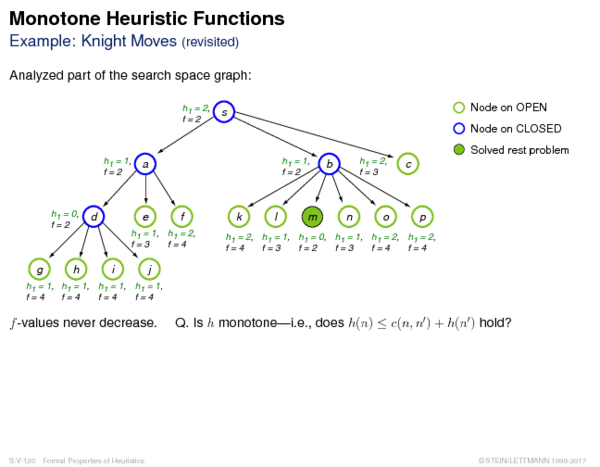 Monotone Heuristic Functions
Example: Knight Moves (revisited)
Analyzed part of the search space graph:
h1 = 2,
f = 2
s
Node on OPEN
Node on CLOSED
Solved rest problem
h1 = 1,
f = 2
a
h1 = 1,
f = 2
b
h1 = 2,
f = 3
c
h1 = 0,
f = 2
d
e
f
k
l
m
n
o
p
h1 = 1, h1 = 2, h1 = 2, h1 = 1, h1 = 0, h1 = 1, h1 = 2, h1 = 2,
f = 3 f = 4 f = 4 f = 3 f = 2 f = 3 f = 4 f = 4
g
h
i
j
h1 = 1, h1 = 1, h1 = 1, h1 = 1,
f = 4 f = 4 f = 4 f = 4
f-values never decrease. Q. Is h monotone—i.e., does h(n) ≤ c(n, n′) + h(n′) hold?
S:V-120 Formal Properties of Heuristics ©STEIN/LETTMANN 1998-2017